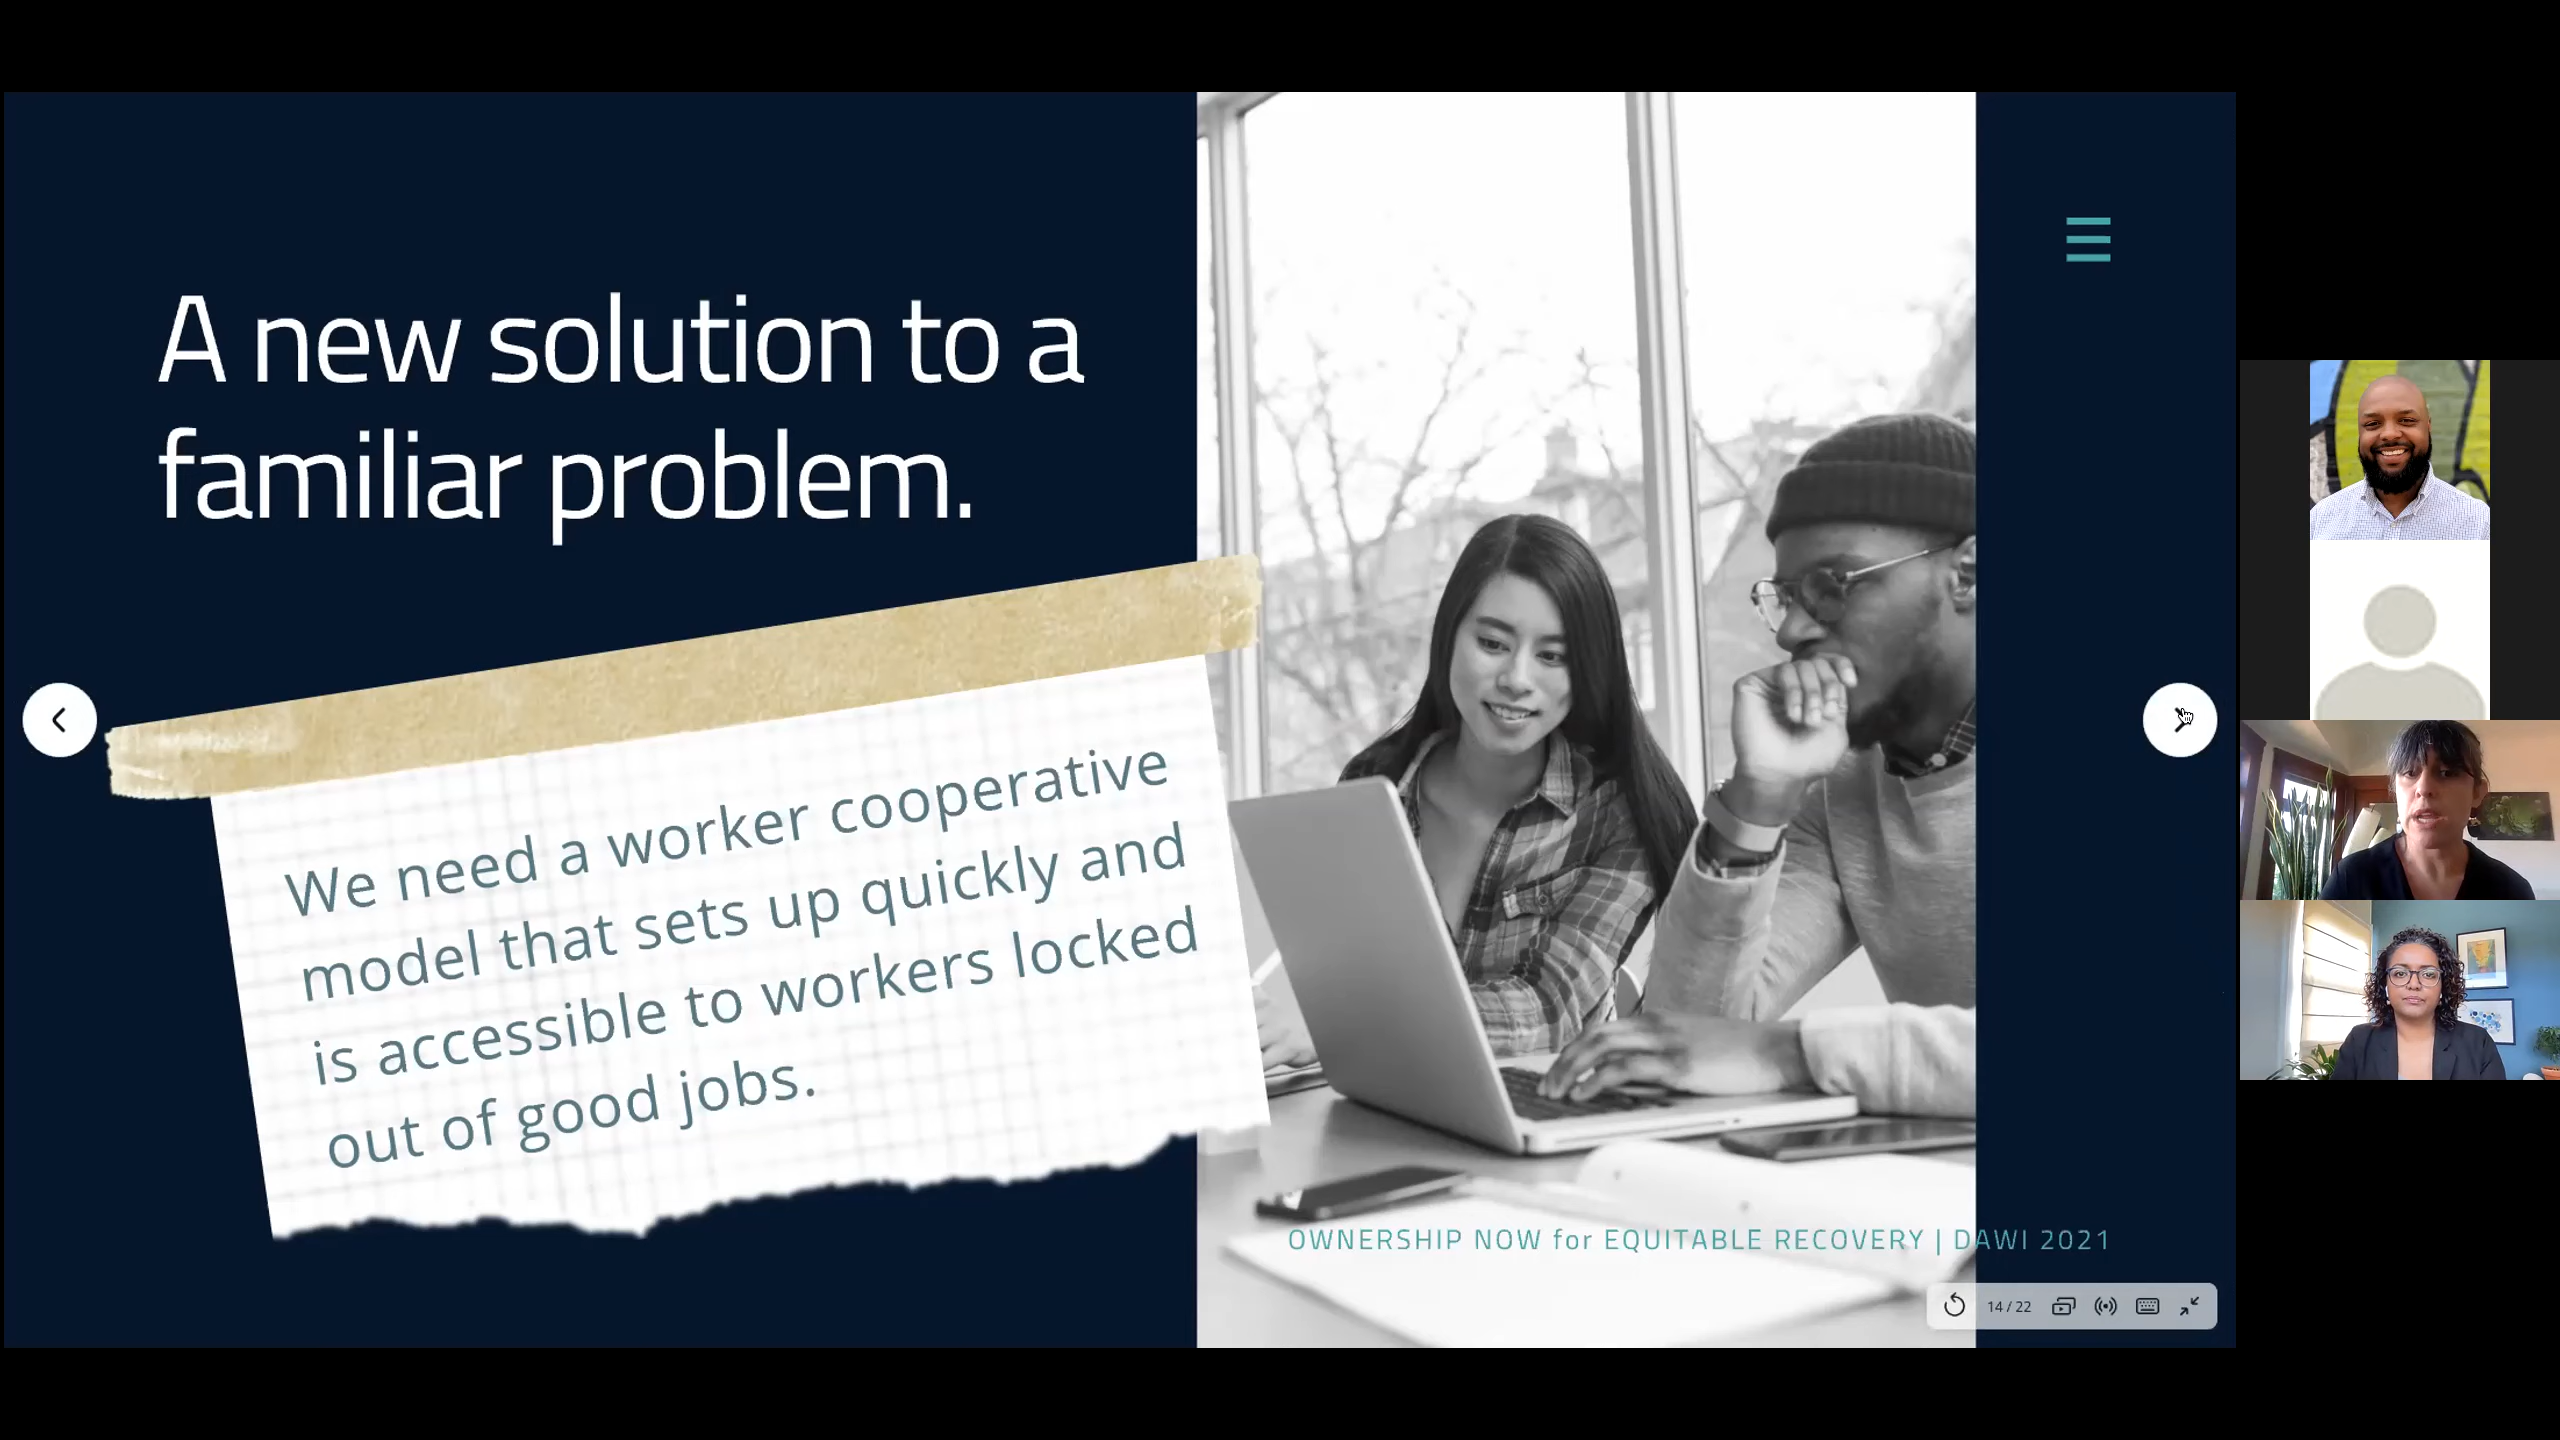 A new solution to a
familiar problem.
We need a worker cooperative
model that sets up quickly and
is accessible to workers locked
out of good jobs.
OWNERSHIP NOW for EQUITABLE RECOVERY | DAWI 2021
14 / 22